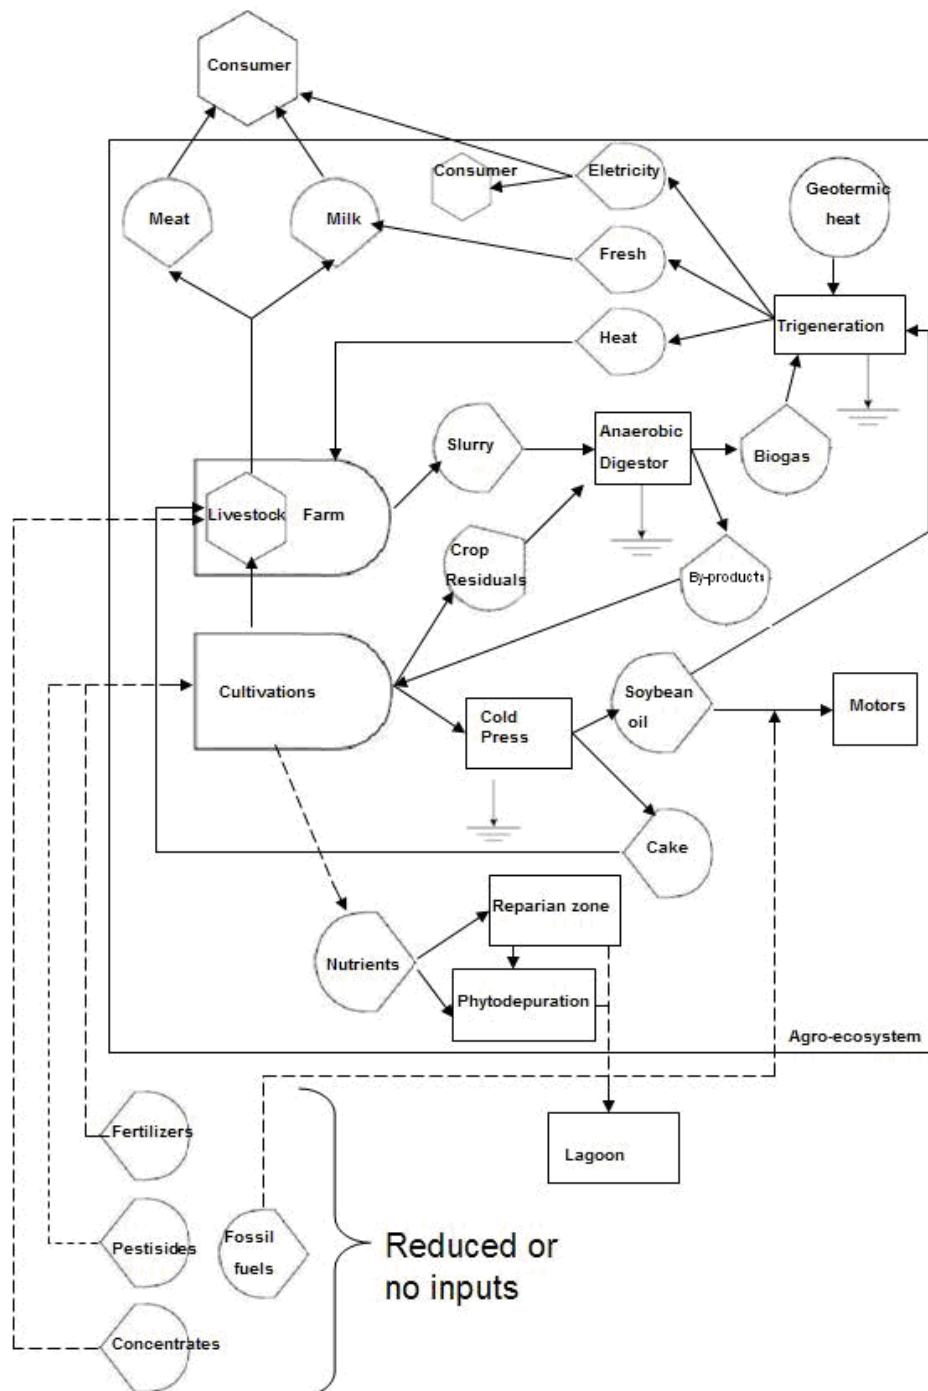 Consumer
Consumer
Eletricity
Geotermic
heat
Meat
Milk
Fresh
Trigeneration
Heat
Slurry
Anaerobic
Digestor
Biogas
Livestock
Farm
Crop
Residuals
By-products
Cultivations
Cold
Press
Soybean
oil
Motors
Cake
Reparian zone
Nutrients
Phytodepuration
Agro-ecosystem
Fertilizers
Lagoon
Pestisides
Fossil
fuels
Reduced or
no inputs
Concentrates